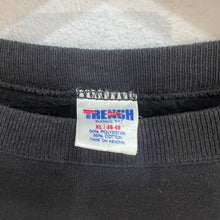 TRENCH
XL (46-48)
50% POLYESTER
50% COTTON
CARE ON REVERSE